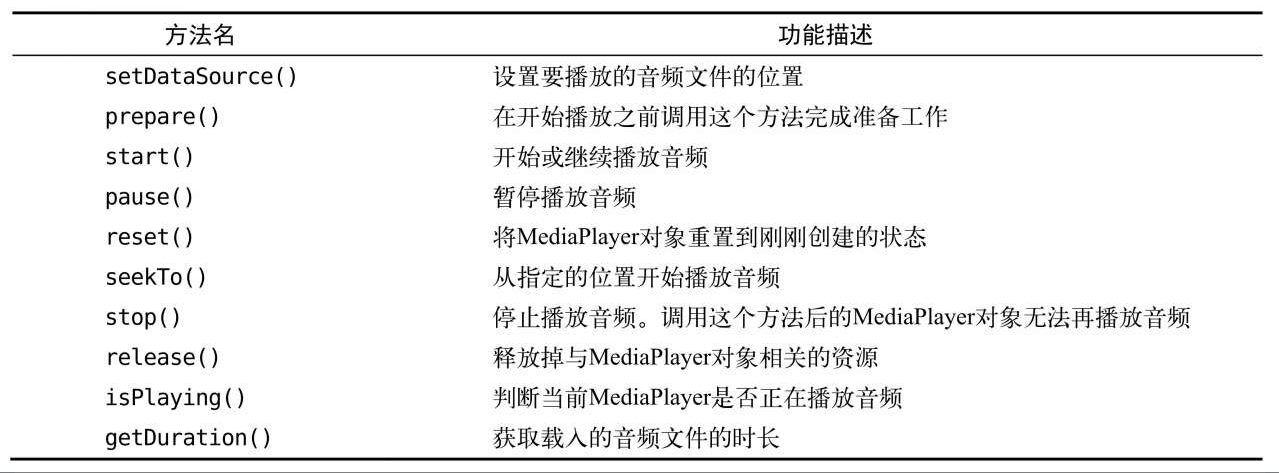 方法名 功能描述
setDataSource() 设置要播放的音频文件的位置
prepare() 在开始播放之前调用这个方法完成准备工作
start() 开始或继续播放音频
pause() 暂停播放音频
reset() 将MediaPlayer对象重置到刚刚创建的状态
seekTo() 从指定的位置开始播放音频
stop() 停止播放音频。调用这个方法后的MediaPlayer对象无法再播放音频
release() 释放掉与MediaPlayer对象相关的资源
isPlaying() 判断当前MediaPlayer是否正在播放音频
getDuration() 获取载入的音频文件的时长